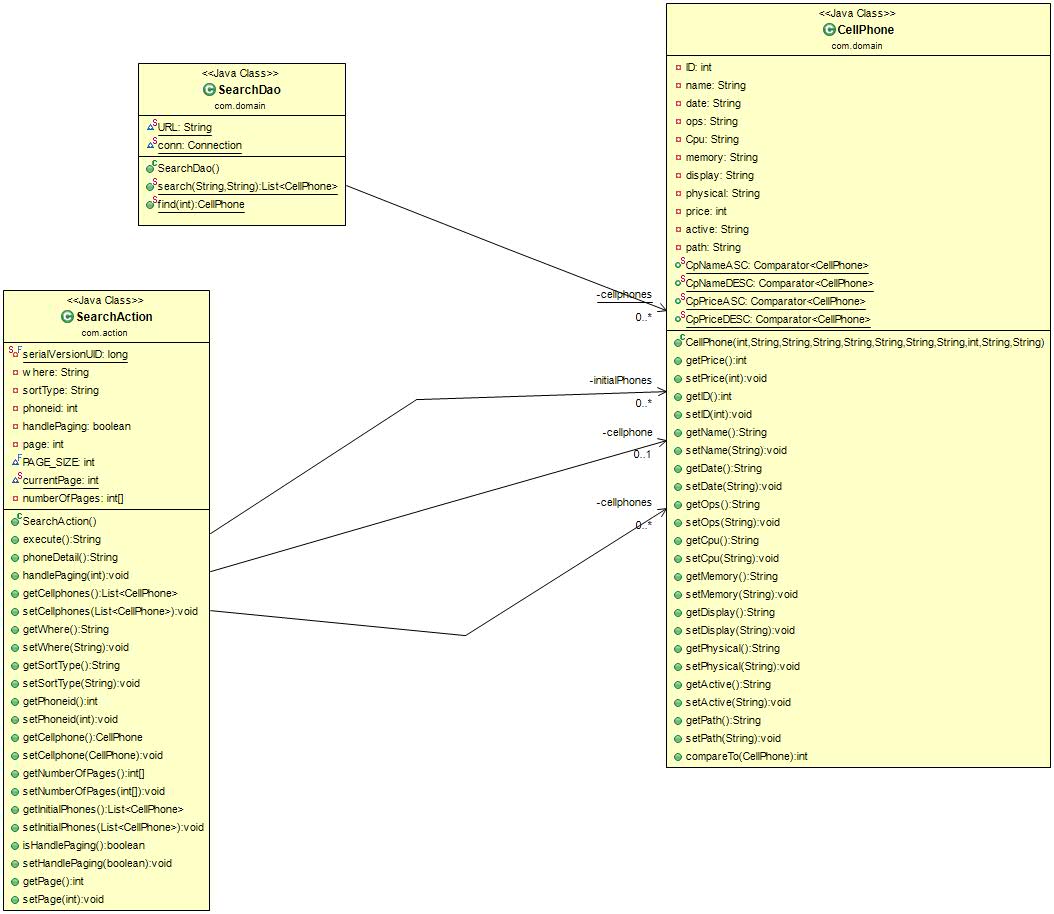 <<Java Class>>
SearchDao
com.domain
URL: String
conn: Connection
SearchDao()
search(String,String):List<CellPhone>
find(int):CellPhone
<<Java Class>>
SearchAction
com.action
serialVersionUID: long
where: String
sortType: String
phoneid: int
handlePaging: boolean
page: int
PAGE_SIZE: int
currentPage: int
numberOfPages: int[]
SearchAction()
execute():String
phoneDetail():String
handlePaging(int):void
getCellphones():List<CellPhone>
setCellphones(List<CellPhone>):void
getWhere():String
setWhere(String):void
getSortType():String
setSortType(String):void
getPhoneid():int
setPhoneid(int):void
getCellphone():CellPhone
setCellphone(CellPhone):void
getNumberOfPages():int[]
setNumberOfPages(int[]):void
getInitialPhones():List<CellPhone>
setInitialPhones(List<CellPhone>):void
isHandlePaging():boolean
setHandlePaging(boolean):void
getPage():int
setPage(int):void
-cellphones
0..*
-initialPhones
0..*
-cellphone
0..1
-cellphones
0..*
<<Java Class>>
CellPhone
com.domain
ID: int
name: String
date: String
ops: String
Cpu: String
memory: String
display: String
physical: String
price: int
active: String
path: String
CpNameASC: Comparator<CellPhone>
CpNameDESC: Comparator<CellPhone>
CpPriceASC: Comparator<CellPhone>
CpPriceDESC: Comparator<CellPhone>
CellPhone(int,String,String,String,String,String,String,String,int,String,String)
getPrice():int
setPrice(int):void
getID():int
setID(int):void
getName():String
setName(String):void
getDate():String
setDate(String):void
getOps():String
setOps(String):void
getCpu():String
setCpu(String):void
getMemory():String
setMemory(String):void
getDisplay():String
setDisplay(String):void
getPhysical():String
setPhysical(String):void
getActive():String
setActive(String):void
getPath():String
setPath(String):void
compareTo(CellPhone):int